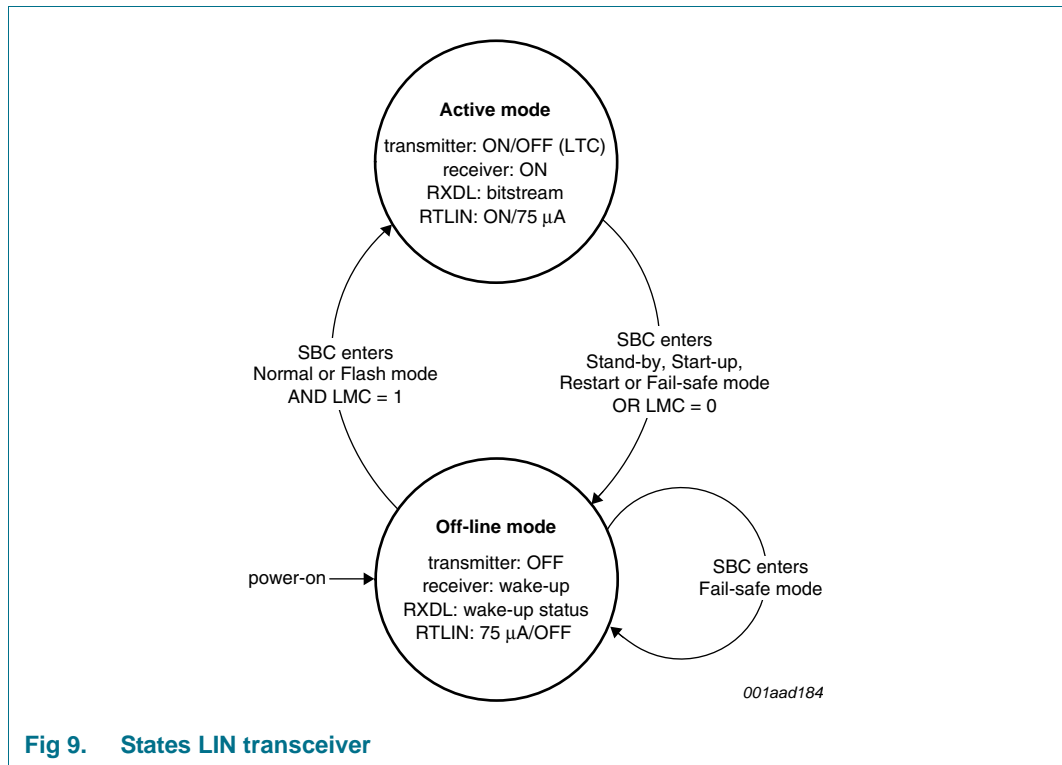 Active mode
transmitter: ON/OFF (LTC)
receiver: ON
RXDL: bitstream
RTLIN: ON/75 μA
SBC enters
Normal or Flash mode
AND LMC = 1
SBC enters
Stand-by, Start-up,
Restart or Fail-safe mode
OR LMC = 0
Off-line mode
transmitter: OFF
receiver: wake-up
RXDL: wake-up status
RTLIN: 75 μA/OFF
power-on
SBC enters
Fail-safe mode
001aad184
Fig 9. States LIN transceiver